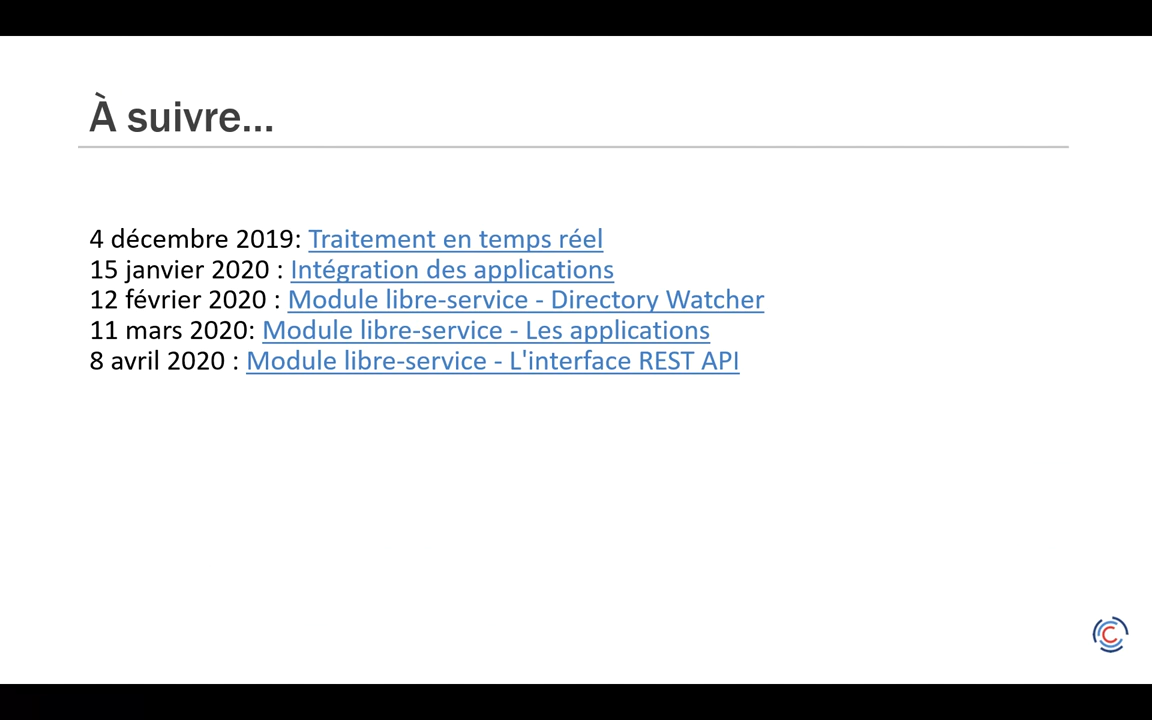 À suivre...
4 décembre 2019: Traitement en temps réel
15 janvier 2020 : Intégration des applications
12 février 2020 : Module libre-service - Directory Watcher
11 mars 2020: Module libre-service - Les applications
8 avril 2020 : Module libre-service - L'interface REST API